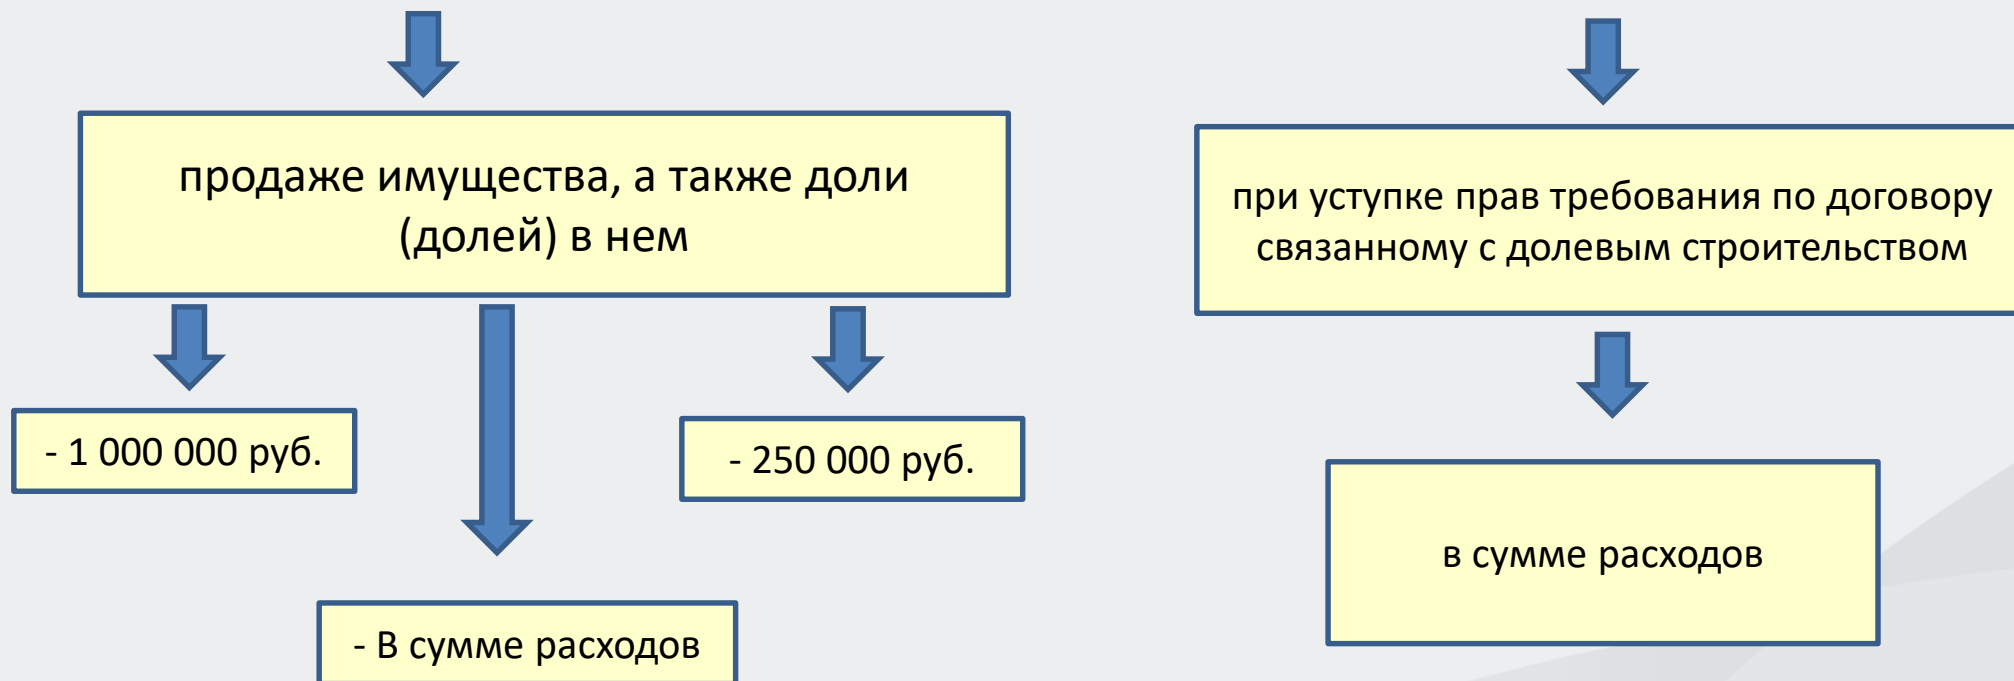 продаже имущества, а также доли
(долей) в нем
при уступке прав требования по договору
связанному с долевым строительством
- 1 000 000 руб.
- 250 000 руб.
в сумме расходов
- В сумме расходов